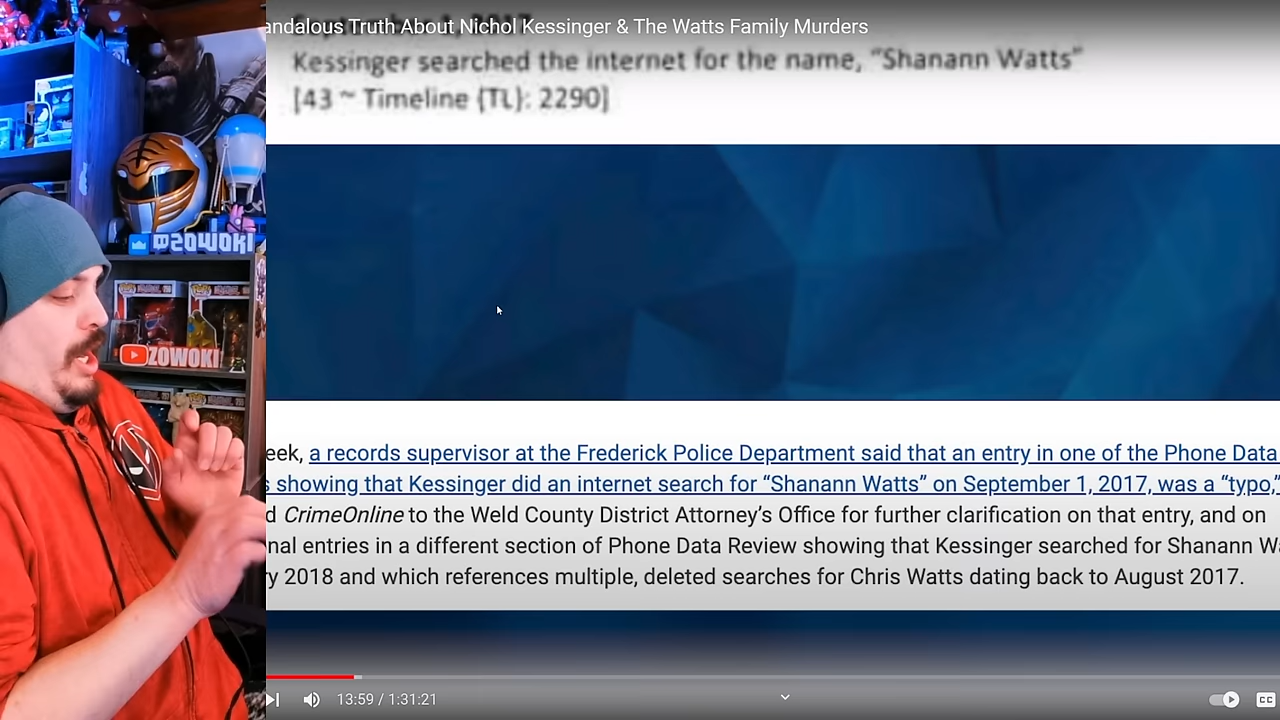 andalous Truth About Nichol Kessinger & The Watts Family Murders
Kessinger searched the internet for the name, “Shanann Watts”
[43 ~ Timeline {TL}: 2290]
ZOWOKI
eek, a records supervisor at the Frederick Police Department said that an entry in one of the Phone Data
s showing that Kessinger did an internet search for “Shanann Watts” on September 1, 2017, was a “typo,”
d CrimeOnline to the Weld County District Attorney’s Office for further clarification on that entry, and on
nal entries in a different section of Phone Data Review showing that Kessinger searched for Shanann Wa
ry 2018 and which references multiple, deleted searches for Chris Watts dating back to August 2017.
13:59 / 1:31:21
CC